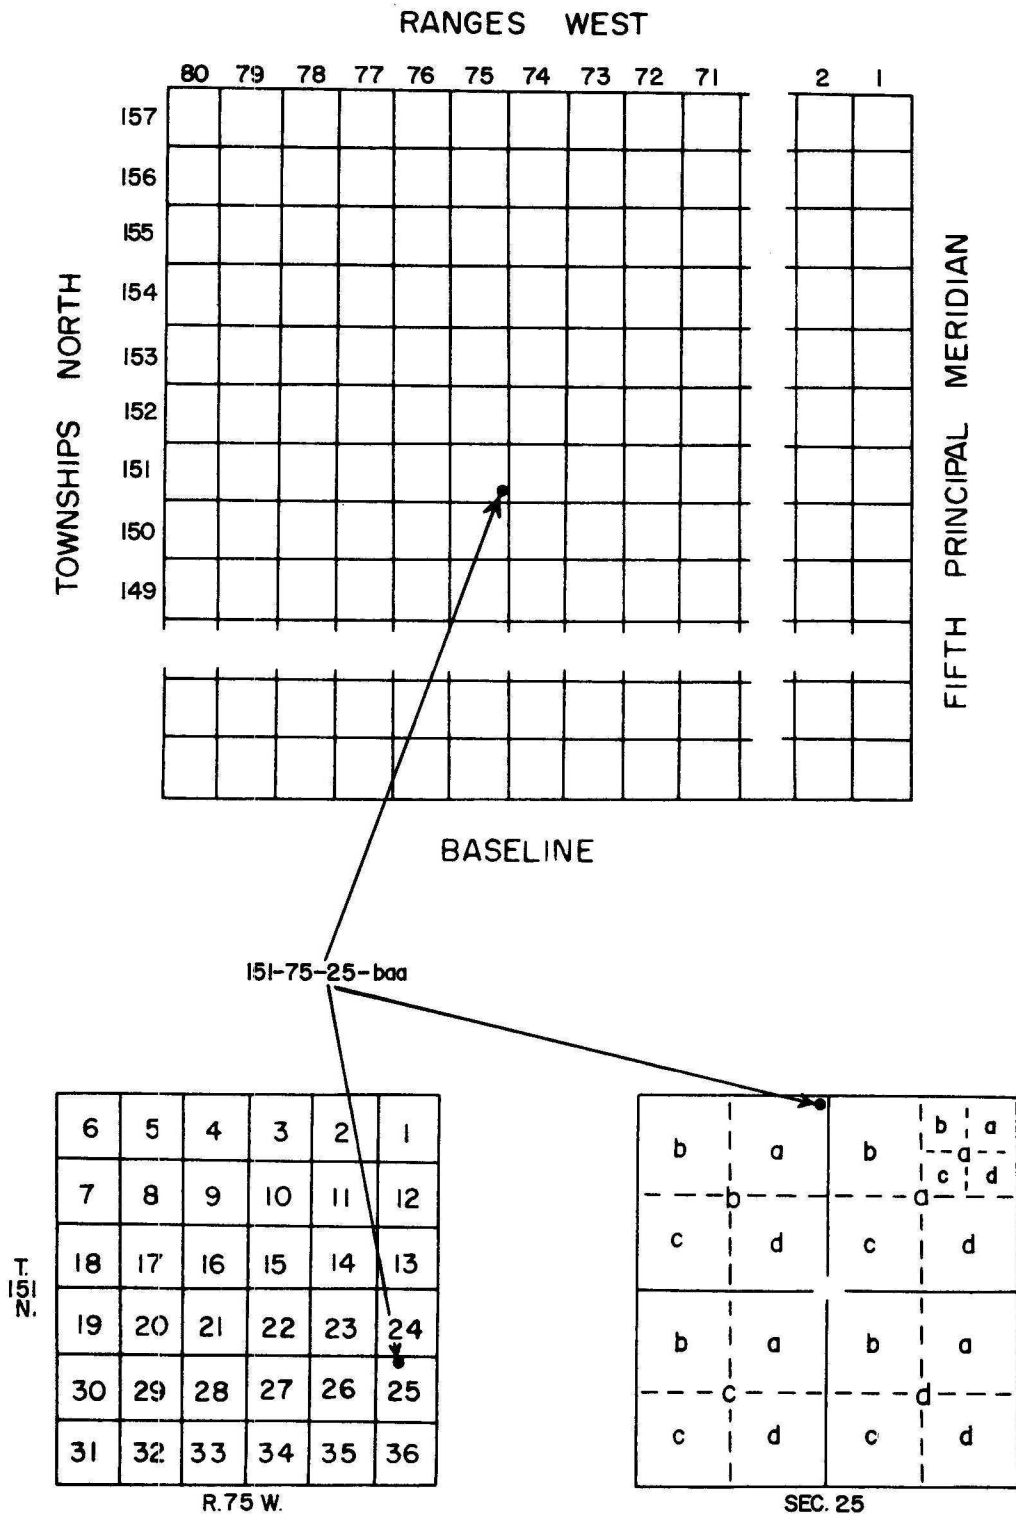 RANGES WEST
80 79 78 77 76 75 74 73 72 71 2 1
157
156
155
154
153
152
151
150
149
TOWNSHIPS NORTH
FIFTH PRINCIPAL MERIDIAN
BASELINE
151-75-25-baa
6 5 4 3 2 1
7 8 9 10 11 12
18 17 16 15 14 13
19 20 21 22 23 24
30 29 28 27 26 25
31 32 33 34 35 36
T.
151
N.
R.75 W.
b a b b a
a
c d
b a
c d c d
b a b a
c d
c d c d
SEC. 25